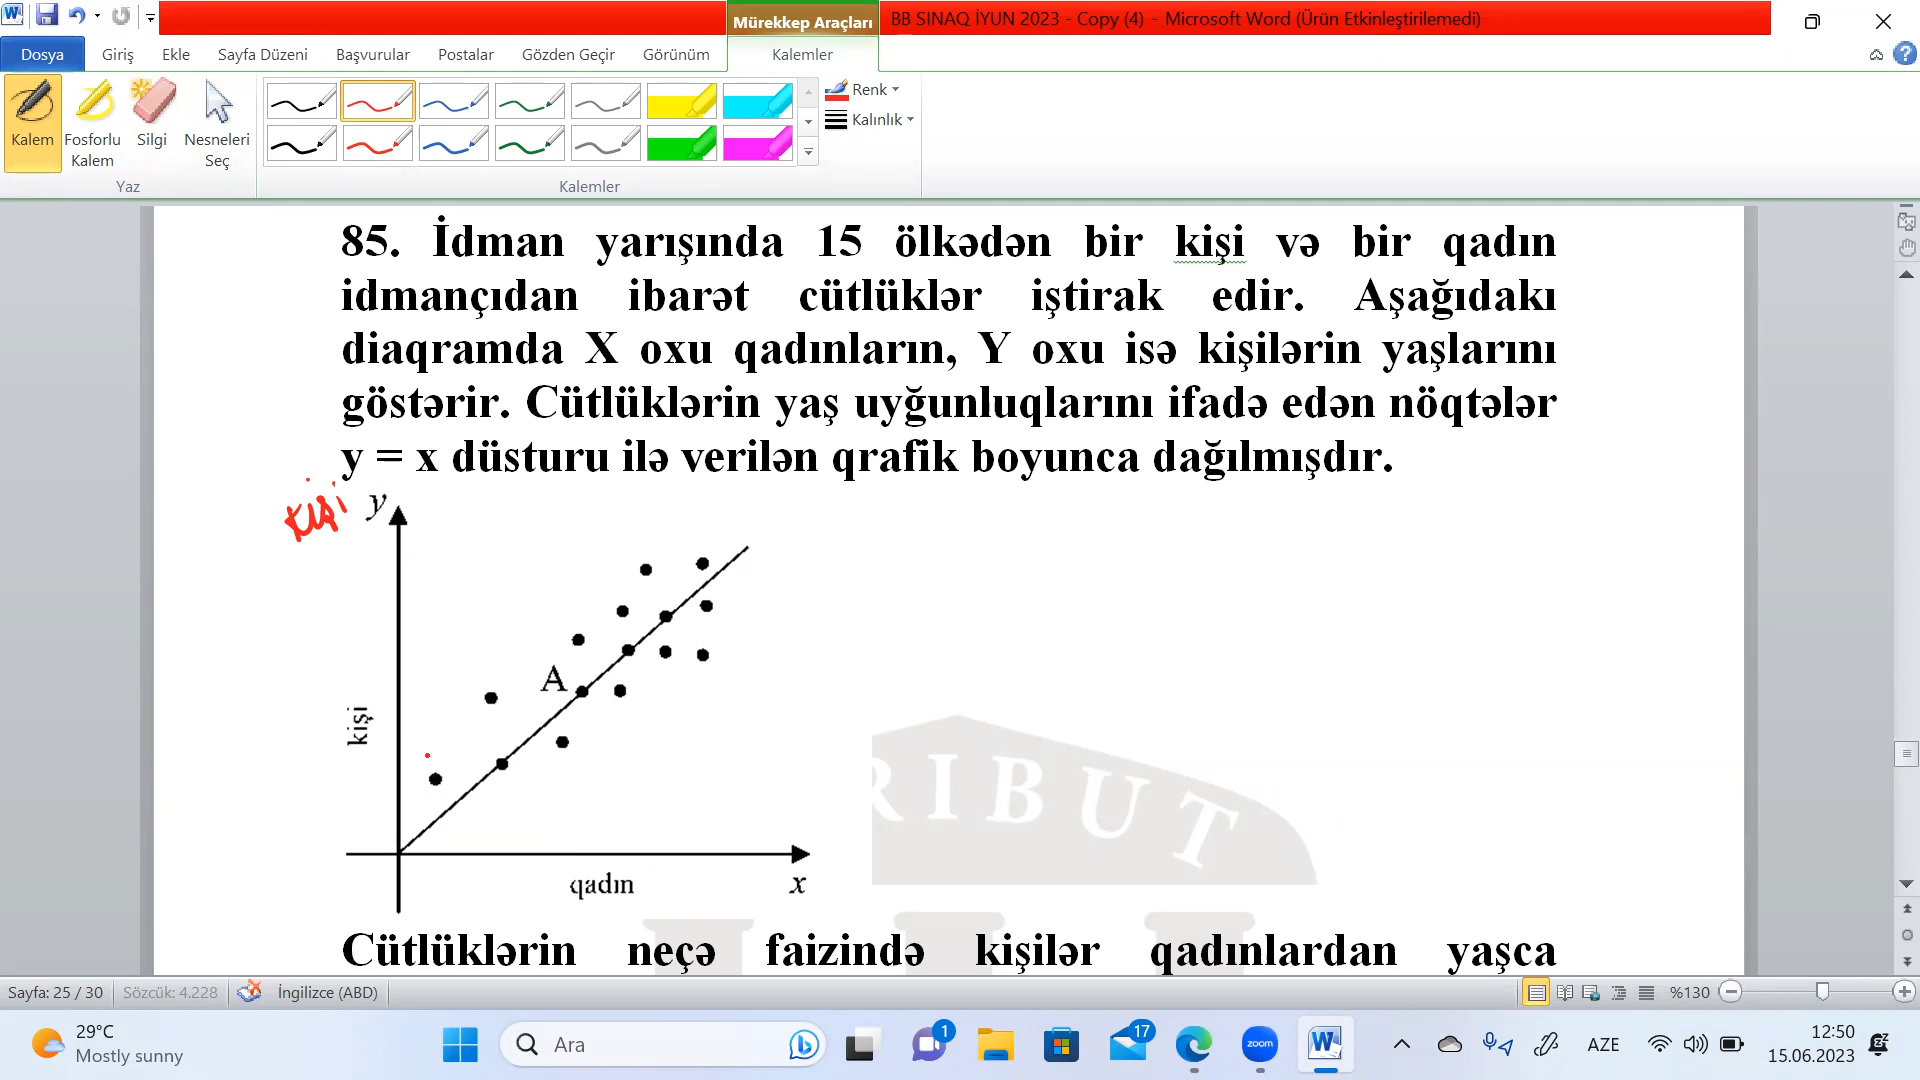 Mürekkep Araçları
BB SINAQ İYUN 2023 - Copy (4) - Microsoft Word (Ürün Etkinleştirilemedi)
Dosya Giriş Ekle Sayfa Düzeni Başvurular Postalar Gözden Geçir Görünüm Kalemler
Kalem Fosforlu Kalem Silgi Nesneleri Seç
Renk
Kalınlık
Yaz Kalemler
85. İdman yarışında 15 ölkədən bir kişi və bir qadın
idmançıdan ibarət cütlüklər iştirak edir. Aşağıdakı
diaqramda X oxu qadınların, Y oxu isə kişilərin yaşlarını
göstərir. Cütlüklərin yaş uyğunluqlarını ifadə edən nöqtələr
y = x düsturu ilə verilən qrafik boyunca dağılmışdır.
kişi y
A
kişi
qadın x
RIBUT
Cütlüklərin neçə faizində kişilər qadınlardan yaşca
Sayfa: 25 / 30 Sözcük: 4.228 İngilizce (ABD) %130
29°C
Mostly sunny
Ara
1
17
zoom
AZE
12:50
15.06.2023